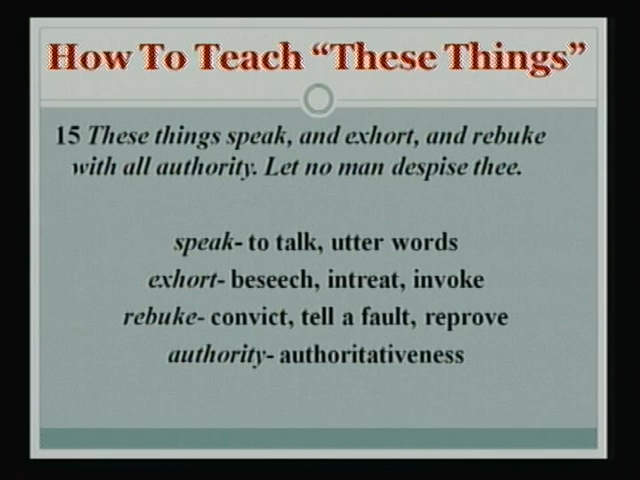 How To Teach “These Things”
15 These things speak, and exhort, and rebuke
with all authority. Let no man despise thee.
speak- to talk, utter words
exhort- beseech, intreat, invoke
rebuke- convict, tell a fault, reprove
authority- authoritativeness